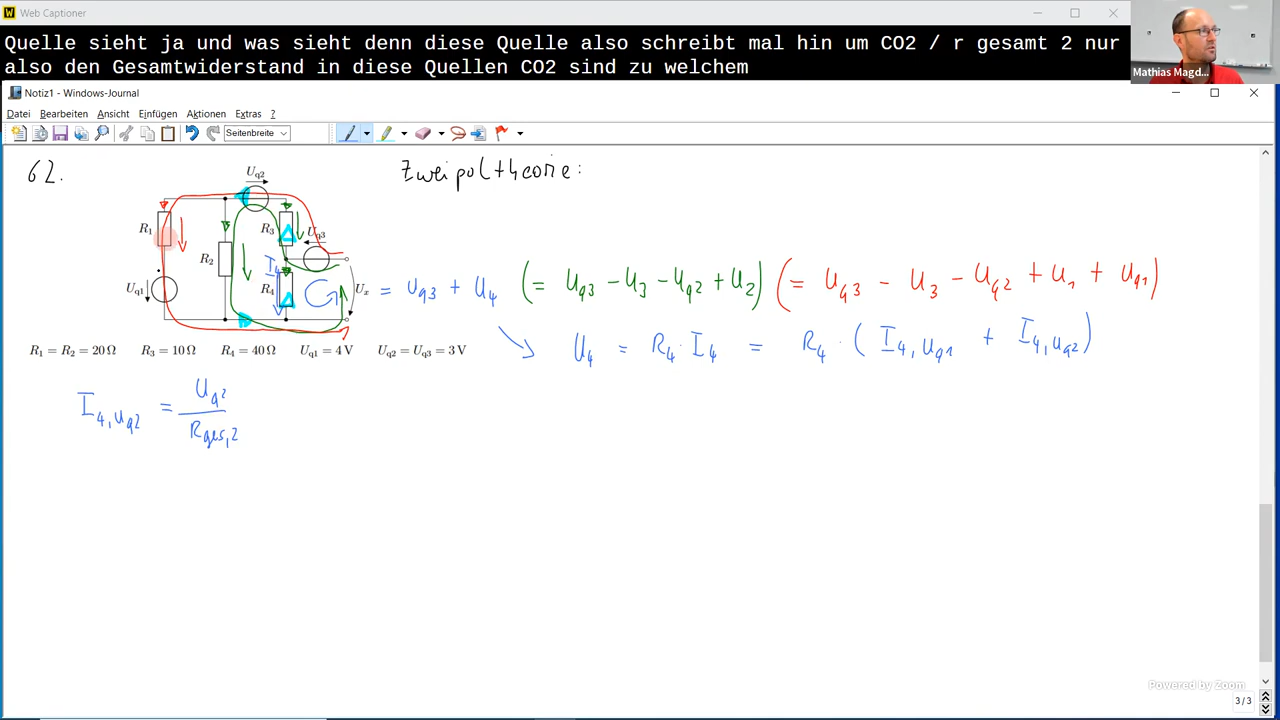 Web Captioner
Quelle sieht ja und was sieht denn diese Quelle also schreibt mal hin um CO2 / r gesamt 2 nur
also den Gesamtwiderstand in diese Quellen CO2 sind zu welchem
Mathias Magd...
Notiz1 - Windows-Journal
Datei Bearbeiten Ansicht Einfügen Aktionen Extras ?
Seitenbreite
62. Zweipoltheorie:
Uq2
R1 R3 Uq3
R2
I4
Uq1 R4 Ux = Uq3 + U4 (= Uq3 - U3 - Uq2 + U2) (= Uq3 - U3 - Uq2 + U1 + Uq1)
U4 = R4 · I4 = R4 · (I4,Uq1 + I4,Uq2)
R1 = R2 = 20 Ω R3 = 10 Ω R4 = 40 Ω Uq1 = 4 V Uq2 = Uq3 = 3 V
I4,Uq2 = Uq2 / Rges,2
Powered by Zoom
3/3